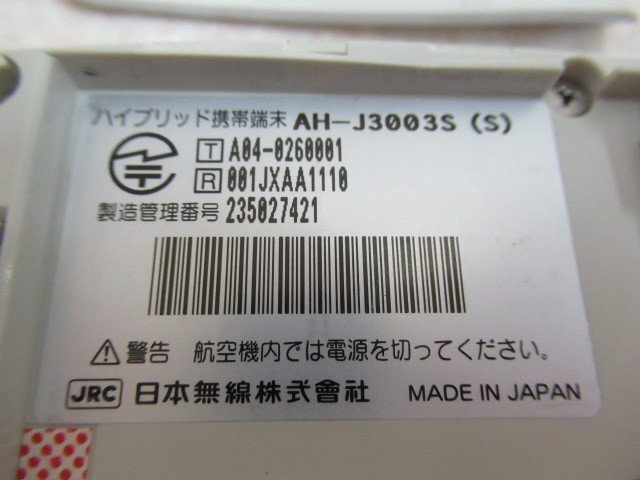 ハイブリッド携帯端末 AH-J3003S (S)
T A04-0260001
R 001JXAA1110
製造管理番号 235027421
警告 航空機内では電源を切ってください。
JRC 日本無線株式會社 MADE IN JAPAN